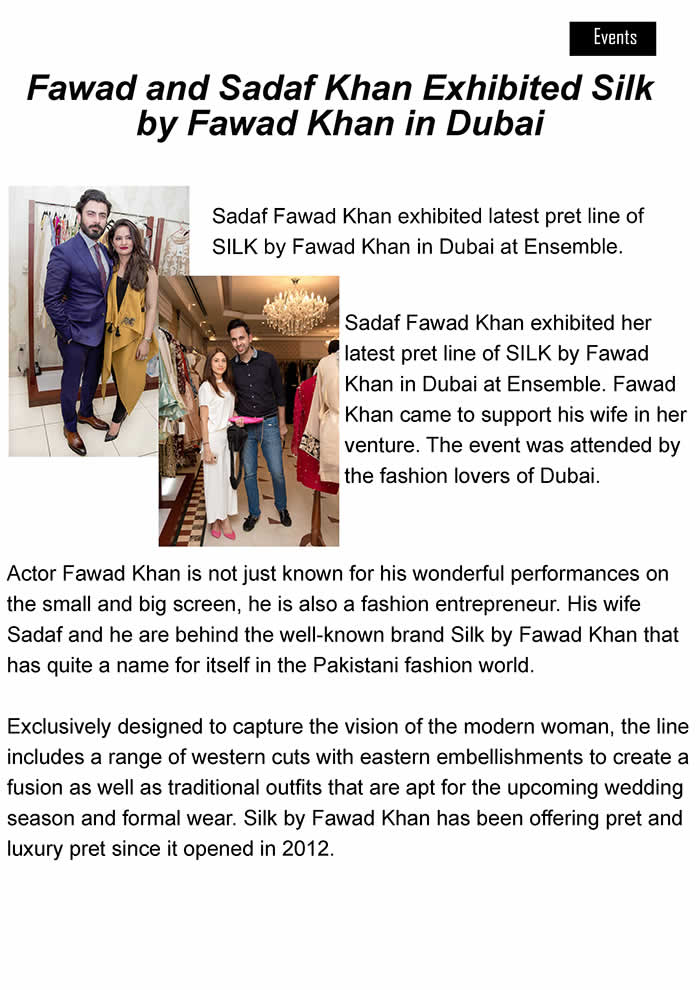 Events
Fawad and Sadaf Khan Exhibited Silk
by Fawad Khan in Dubai
Sadaf Fawad Khan exhibited latest pret line of
SILK by Fawad Khan in Dubai at Ensemble.
Sadaf Fawad Khan exhibited her
latest pret line of SILK by Fawad
Khan in Dubai at Ensemble. Fawad
Khan came to support his wife in her
venture. The event was attended by
the fashion lovers of Dubai.
Actor Fawad Khan is not just known for his wonderful performances on
the small and big screen, he is also a fashion entrepreneur. His wife
Sadaf and he are behind the well-known brand Silk by Fawad Khan that
has quite a name for itself in the Pakistani fashion world.
Exclusively designed to capture the vision of the modern woman, the line
includes a range of western cuts with eastern embellishments to create a
fusion as well as traditional outfits that are apt for the upcoming wedding
season and formal wear. Silk by Fawad Khan has been offering pret and
luxury pret since it opened in 2012.